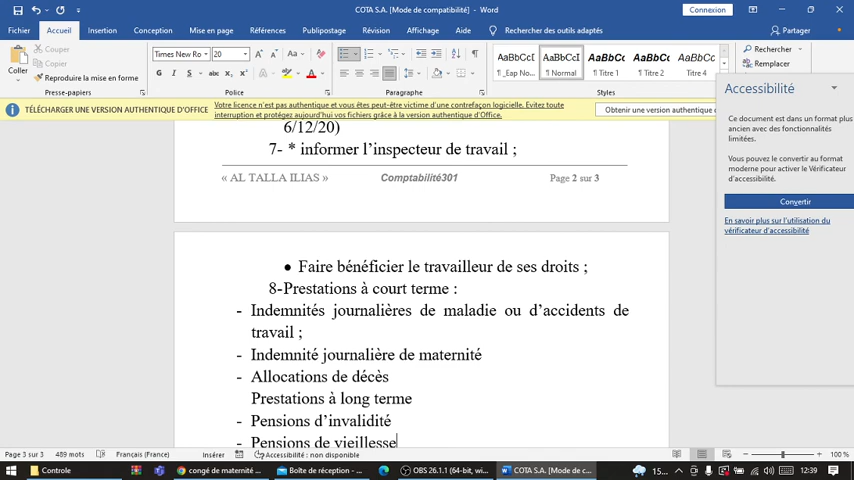 COTA S.A. [Mode de compatibilité] - Word
Connexion
Fichier Accueil Insertion Conception Mise en page Références Publipostage Révision Affichage Aide Rechercher des outils adaptés Partager
Coller
Couper
Copier
Reproduire la mise en forme
Times New Ro 20
G I S abc X₂ X²
AaBbCcI AaBbCcI AaBbCc AaBbCc AaBbCcI
¶ _Eap No... ¶ Normal ¶ Titre 1 ¶ Titre 2 ¶ Titre 4
Rechercher
Remplacer
Presse-papiers Police Paragraphe Styles
TÉLÉCHARGER UNE VERSION AUTHENTIQUE D'OFFICE
Votre licence n'est pas authentique et vous êtes peut-être victime d'une contrefaçon logicielle. Évitez toute
interruption et protégez aujourd'hui vos fichiers grâce à la version authentique d'Office.
Obtenir une version authentique
Accessibilité
Ce document est dans un format plus
ancien avec des fonctionnalités
limitées.
Vous pouvez le convertir au format
moderne pour activer le Vérificateur
d'accessibilité.
Convertir
En savoir plus sur l'utilisation du
vérificateur d'accessibilité
6/12/20)
7- * informer l'inspecteur de travail ;
« AL TALLA ILIAS » Comptabilité301 Page 2 sur 3
• Faire bénéficier le travailleur de ses droits ;
8-Prestations à court terme :
- Indemnités journalières de maladie ou d'accidents de
travail ;
- Indemnité journalière de maternité
- Allocations de décès
Prestations à long terme
- Pensions d'invalidité
- Pensions de vieillesse
Page 3 sur 3 489 mots Français (France) Insérer Accessibilité : non disponible 100 %
Controle congé de maternité ... Boîte de réception - ... OBS 26.1.1 (64-bit, wi... COTA S.A. [Mode de c... 15... 12:39